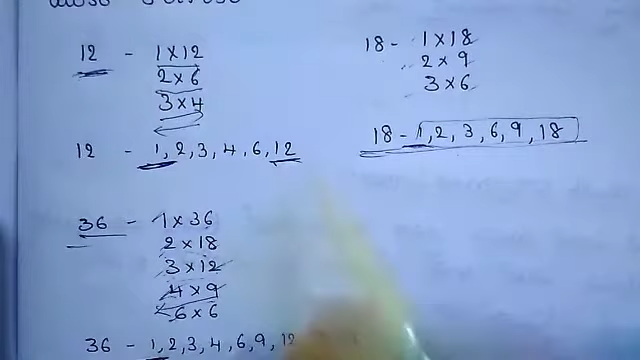 12 - 1 x 12
2 x 6
3 x 4
12 - 1, 2, 3, 4, 6, 12
18 - 1 x 18
2 x 9
3 x 6
18 - 1, 2, 3, 6, 9, 18
36 - 1 x 36
2 x 18
3 x 12
4 x 9
6 x 6
36 - 1, 2, 3, 4, 6, 9, 12